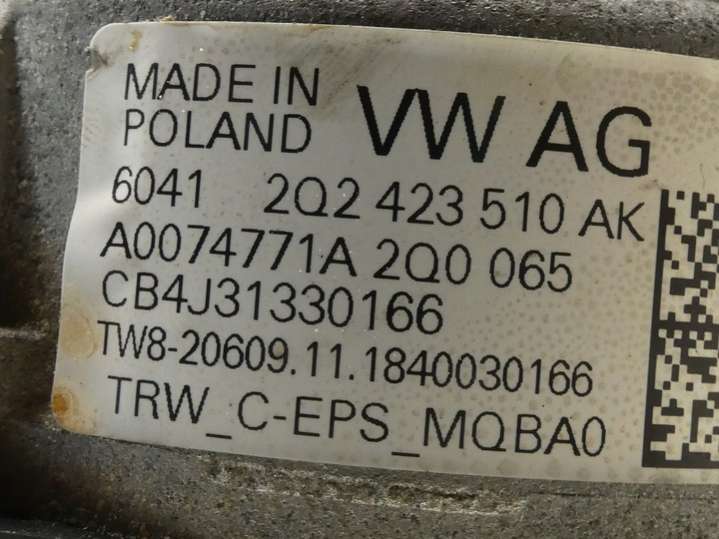 MADE IN
POLAND VW AG
6041 2Q2 423 510 AK
A0074771A 2Q0 065
CB4J31330166
TW8-20609.11.1840030166
TRW_C-EPS_MQBA0